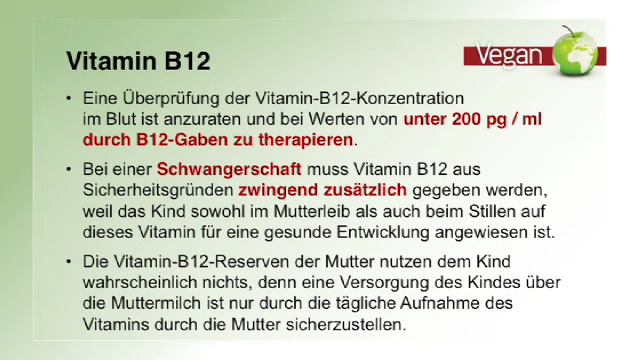 Vegan
Vitamin B12
• Eine Überprüfung der Vitamin-B12-Konzentration
im Blut ist anzuraten und bei Werten von unter 200 pg / ml
durch B12-Gaben zu therapieren.
• Bei einer Schwangerschaft muss Vitamin B12 aus
Sicherheitsgründen zwingend zusätzlich gegeben werden,
weil das Kind sowohl im Mutterleib als auch beim Stillen auf
dieses Vitamin für eine gesunde Entwicklung angewiesen ist.
• Die Vitamin-B12-Reserven der Mutter nutzen dem Kind
wahrscheinlich nichts, denn eine Versorgung des Kindes über
die Muttermilch ist nur durch die tägliche Aufnahme des
Vitamins durch die Mutter sicherzustellen.